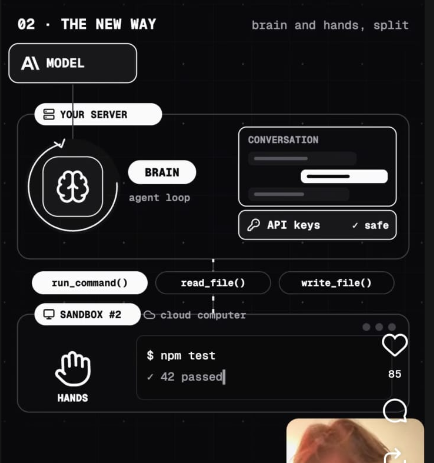 02 · THE NEW WAY
brain and hands, split
MODEL
YOUR SERVER
CONVERSATION
BRAIN
agent loop
API keys ✓ safe
run_command() read_file() write_file()
SANDBOX #2 cloud computer
$ npm test
✓ 42 passed
HANDS
85